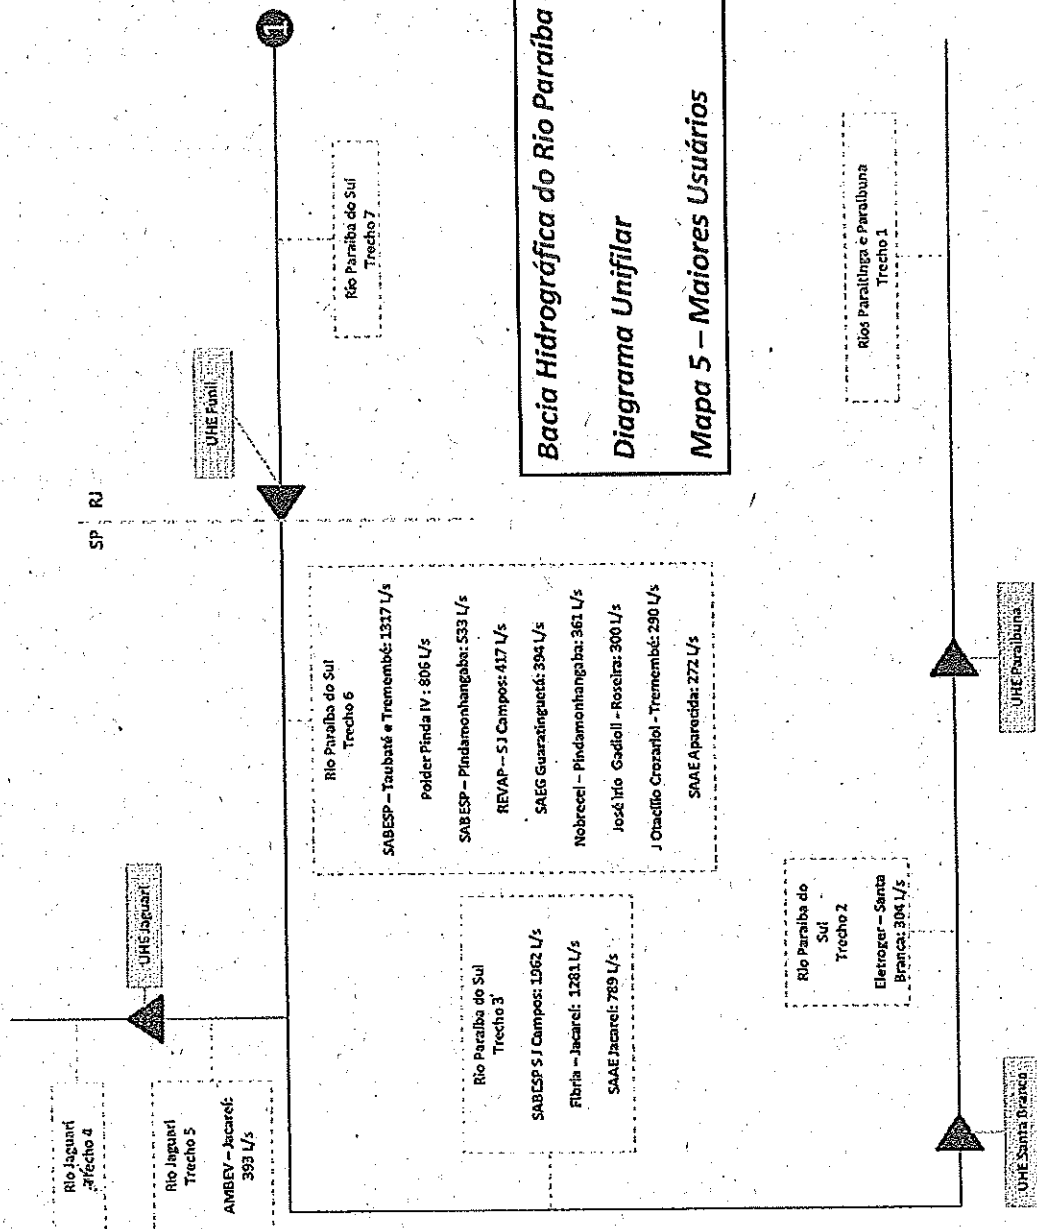 1
SP
RJ
UHE Funil
Rio Paraíba do Sul
Trecho 7
UHE Jaguari
Rio Jaguari
Trecho 4
Rio Jaguari
Trecho 5
AMBEV – Jacareí:
393 L/s
Rio Paraíba do Sul
Trecho 6
SABESP – Taubaté e Tremembé: 1317 L/s
Polder Pinda IV : 806 L/s
SABESP – Pindamonhangaba: 533 L/s
REVAP – S J Campos: 417 L/s
SAEG Guaratinguetá: 394 L/s
Nobrecel – Pindamonhangaba: 361 L/s
José Irio Gadioli - Roseira: 300 L/s
J Otacílio Crozariol - Tremembé: 290 L/s
SAAE Aparecida: 272 L/s
Rio Paraíba do Sul
Trecho 3
SABESP S J Campos: 1962 L/s
Fibria – Jacareí: 1281 L/s
SAAE Jacareí: 789 L/s
Bacia Hidrográfica do Rio Paraíba
Diagrama Unifilar
Mapa 5 – Maiores Usuários
Rio Paraíba do
Sul
Trecho 2
Eletroger – Santa
Branca: 304 L/s
Rios Paraitinga e Paraibuna
Trecho 1
UHE Santa Branca
UHE Paraibuna